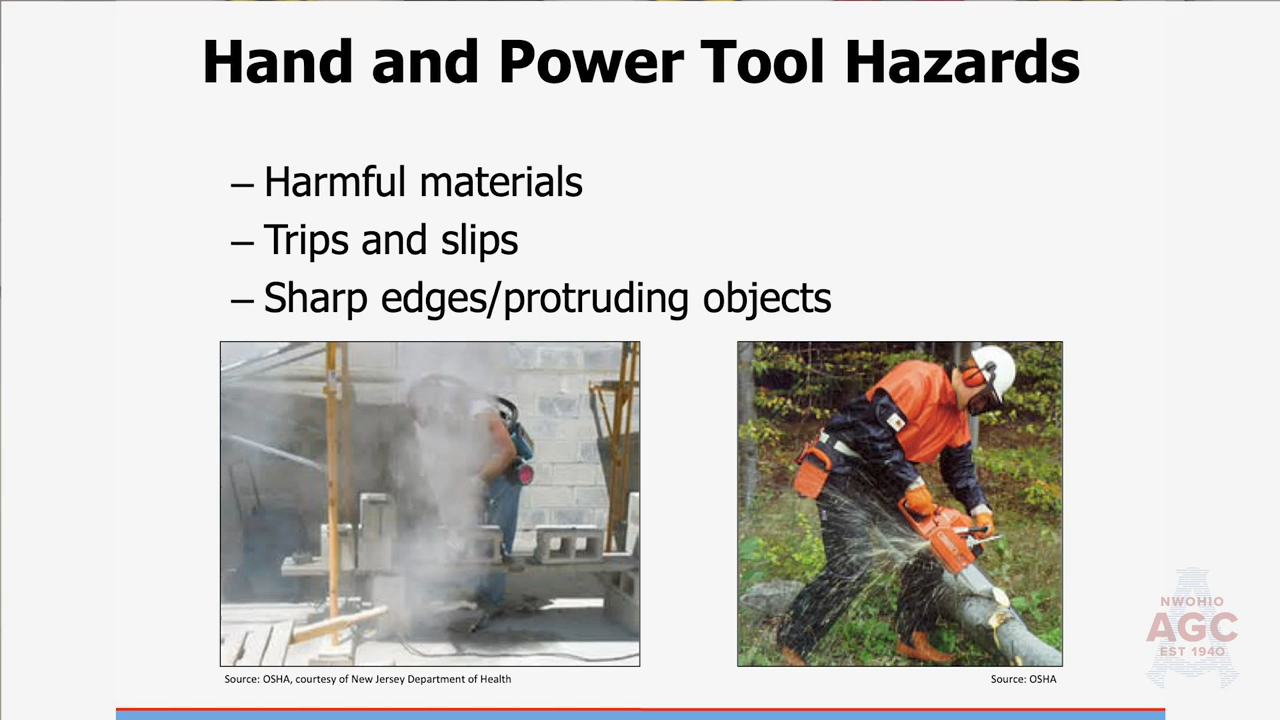 Hand and Power Tool Hazards
– Harmful materials
– Trips and slips
– Sharp edges/protruding objects
Source: OSHA, courtesy of New Jersey Department of Health
Source: OSHA
NWOHIO
AGC
EST 1940